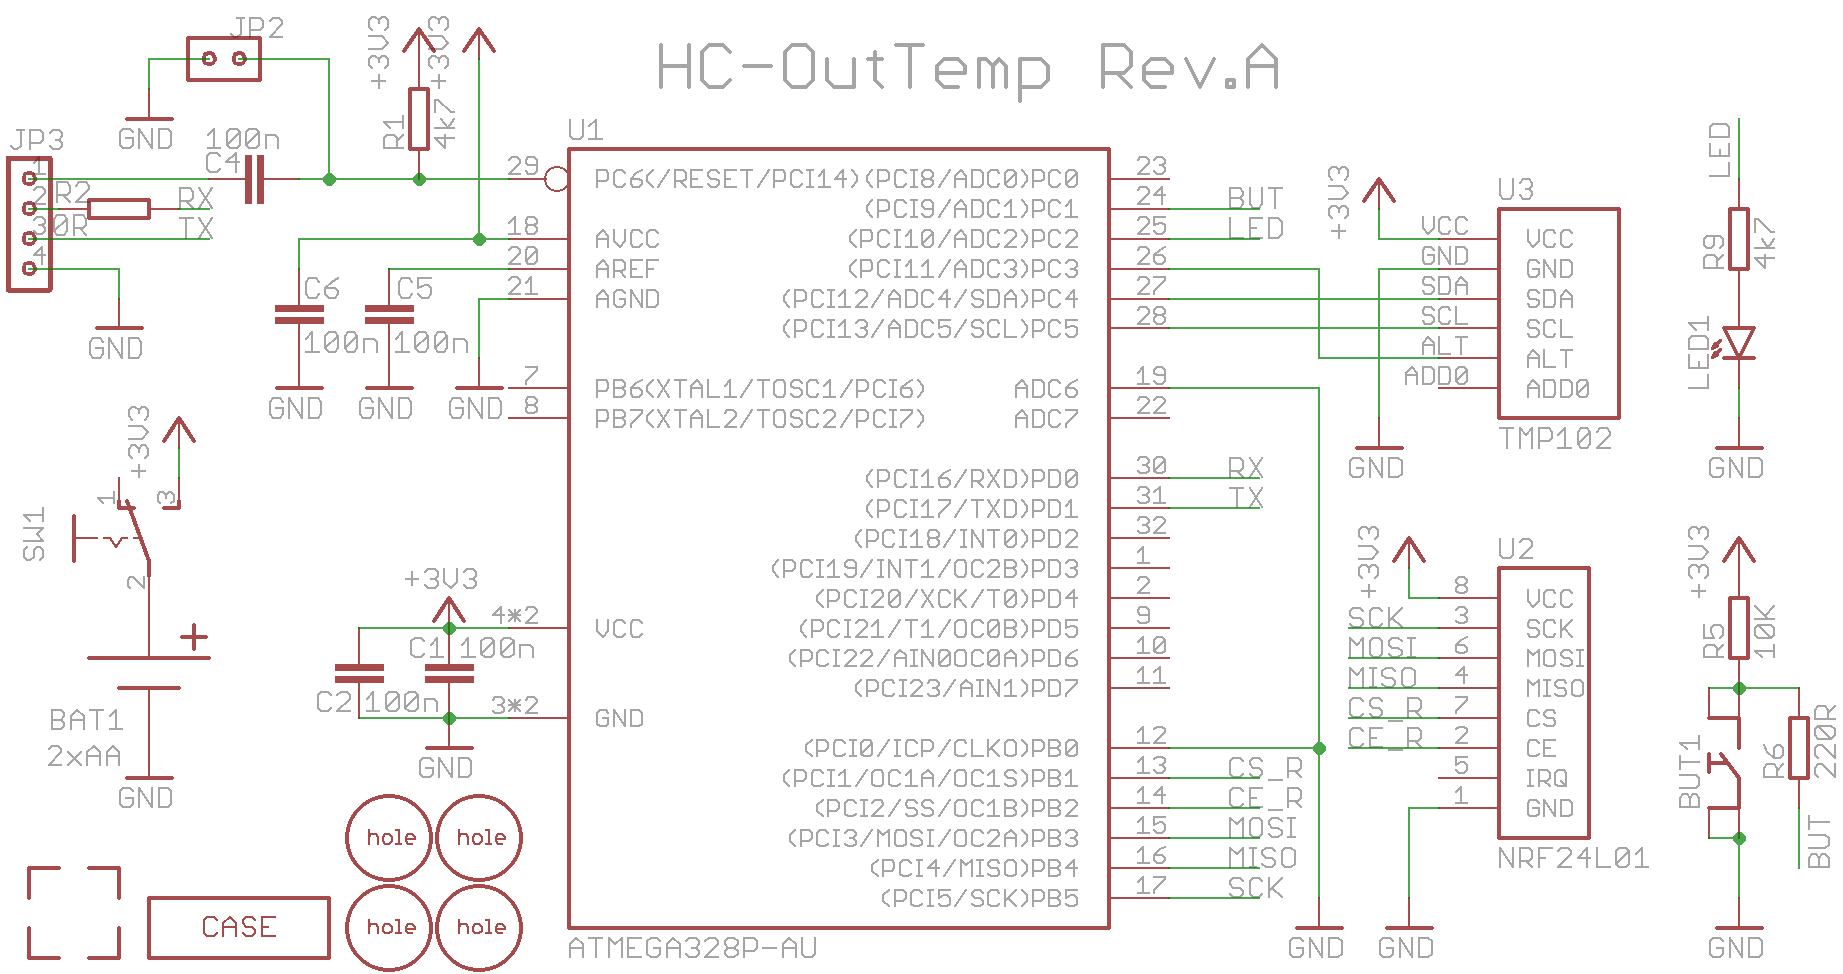 HC-OutTemp Rev.A
JP2
GND
+3V3
+3V3
R1
4k7
JP3
1
2
3
4
100n
C4
R2
30R
RX
TX
GND
C6
100n
GND
C5
100n
GND
GND
+3V3
SW1
1
3
2
+
BAT1
2xAA
GND
+3V3
C1 100n
C2 100n
GND
hole hole
hole hole
CASE
U1
29 PC6(/RESET/PCI14)
18 AVCC
20 AREF
21 AGND
7 PB6(XTAL1/TOSC1/PCI6)
8 PB7(XTAL2/TOSC2/PCI7)
4*2 VCC
3*2 GND
(PCI8/ADC0)PC0 23
(PCI9/ADC1)PC1 24 BUT
(PCI10/ADC2)PC2 25 LED
(PCI11/ADC3)PC3 26
(PCI12/ADC4/SDA)PC4 27
(PCI13/ADC5/SCL)PC5 28
ADC6 19
ADC7 22
(PCI16/RXD)PD0 30 RX
(PCI17/TXD)PD1 31 TX
(PCI18/INT0)PD2 32
(PCI19/INT1/OC2B)PD3 1
(PCI20/XCK/T0)PD4 2
(PCI21/T1/OC0B)PD5 9
(PCI22/AIN0OC0A)PD6 10
(PCI23/AIN1)PD7 11
(PCI0/ICP/CLKO)PB0 12
(PCI1/OC1A/OC1S)PB1 13 CS_R
(PCI2/SS/OC1B)PB2 14 CE_R
(PCI3/MOSI/OC2A)PB3 15 MOSI
(PCI4/MISO)PB4 16 MISO
(PCI5/SCK)PB5 17 SCK
ATMEGA328P-AU
GND
+3V3
U3
VCC VCC
GND GND
SDA SDA
SCL SCL
ALT ALT
ADD0 ADD0
TMP102
GND
+3V3
U2
8 VCC
SCK 3 SCK
MOSI 6 MOSI
MISO 4 MISO
CS_R 7 CS
CE_R 2 CE
5 IRQ
1 GND
NRF24L01
GND
LED
R9
4k7
LED1
GND
+3V3
R5
10K
BUT1
R6
220R
BUT
GND